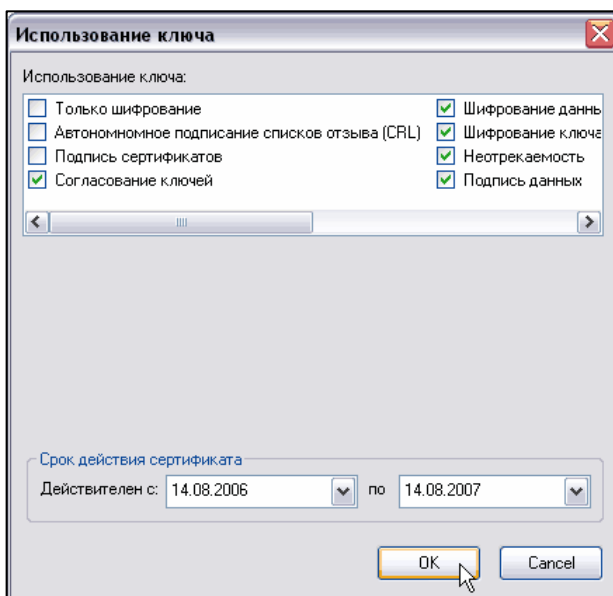 Использование ключа
Использование ключа:
Только шифрование
Автономномное подписание списков отзыва (CRL)
Подпись сертификатов
Согласование ключей
Шифрование данны
Шифрование ключа
Неотрекаемость
Подпись данных
Срок действия сертификата
Действителен с: 14.08.2006 по 14.08.2007
OK Cancel